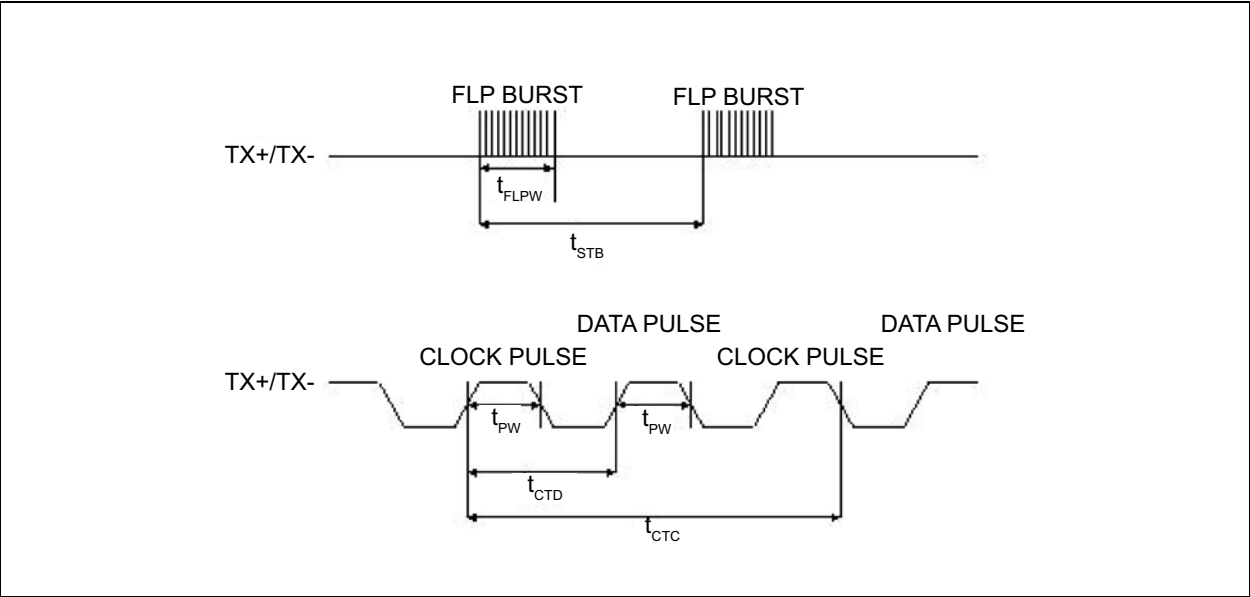 FLP BURST FLP BURST
TX+/TX-
tFLPW
tSTB
DATA PULSE DATA PULSE
CLOCK PULSE CLOCK PULSE
TX+/TX-
tPW tPW
tCTD
tCTC